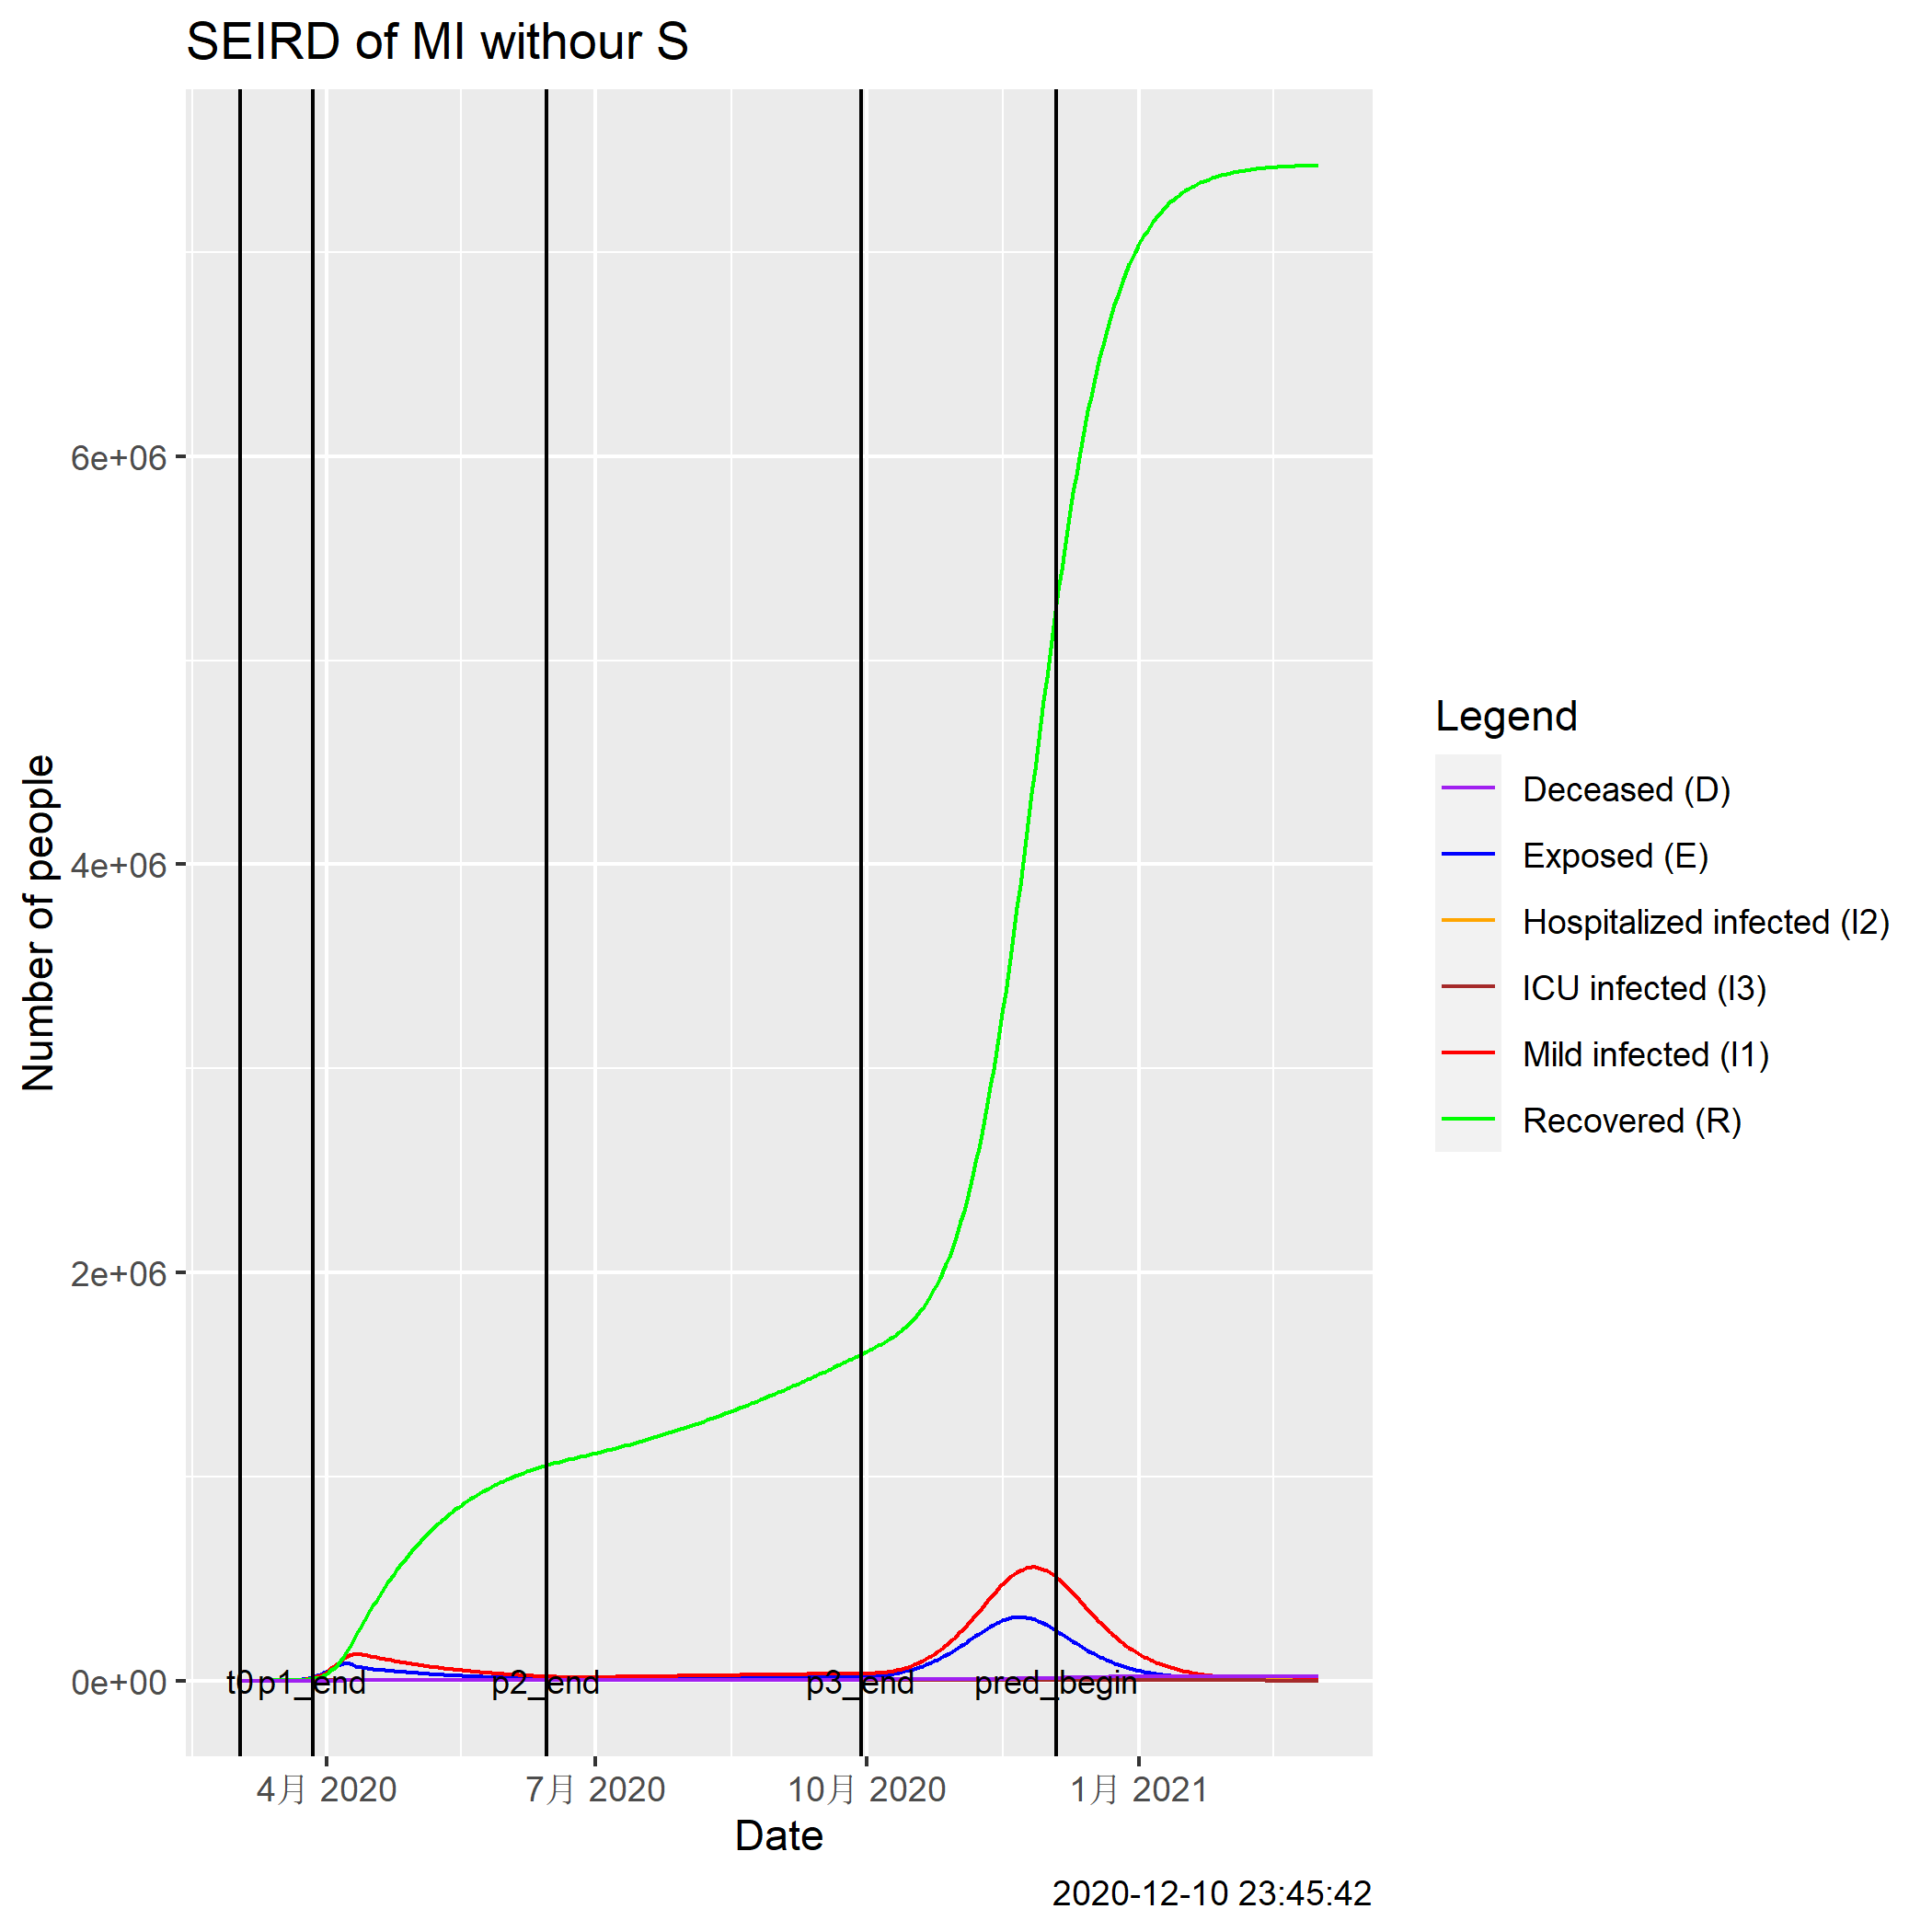 SEIRD of MI withour S
Number of people
6e+06
4e+06
2e+06
0e+00
t0
p1_end
p2_end
p3_end
pred_begin
4月 2020
7月 2020
10月 2020
1月 2021
Date
Legend
Deceased (D)
Exposed (E)
Hospitalized infected (I2)
ICU infected (I3)
Mild infected (I1)
Recovered (R)
2020-12-10 23:45:42